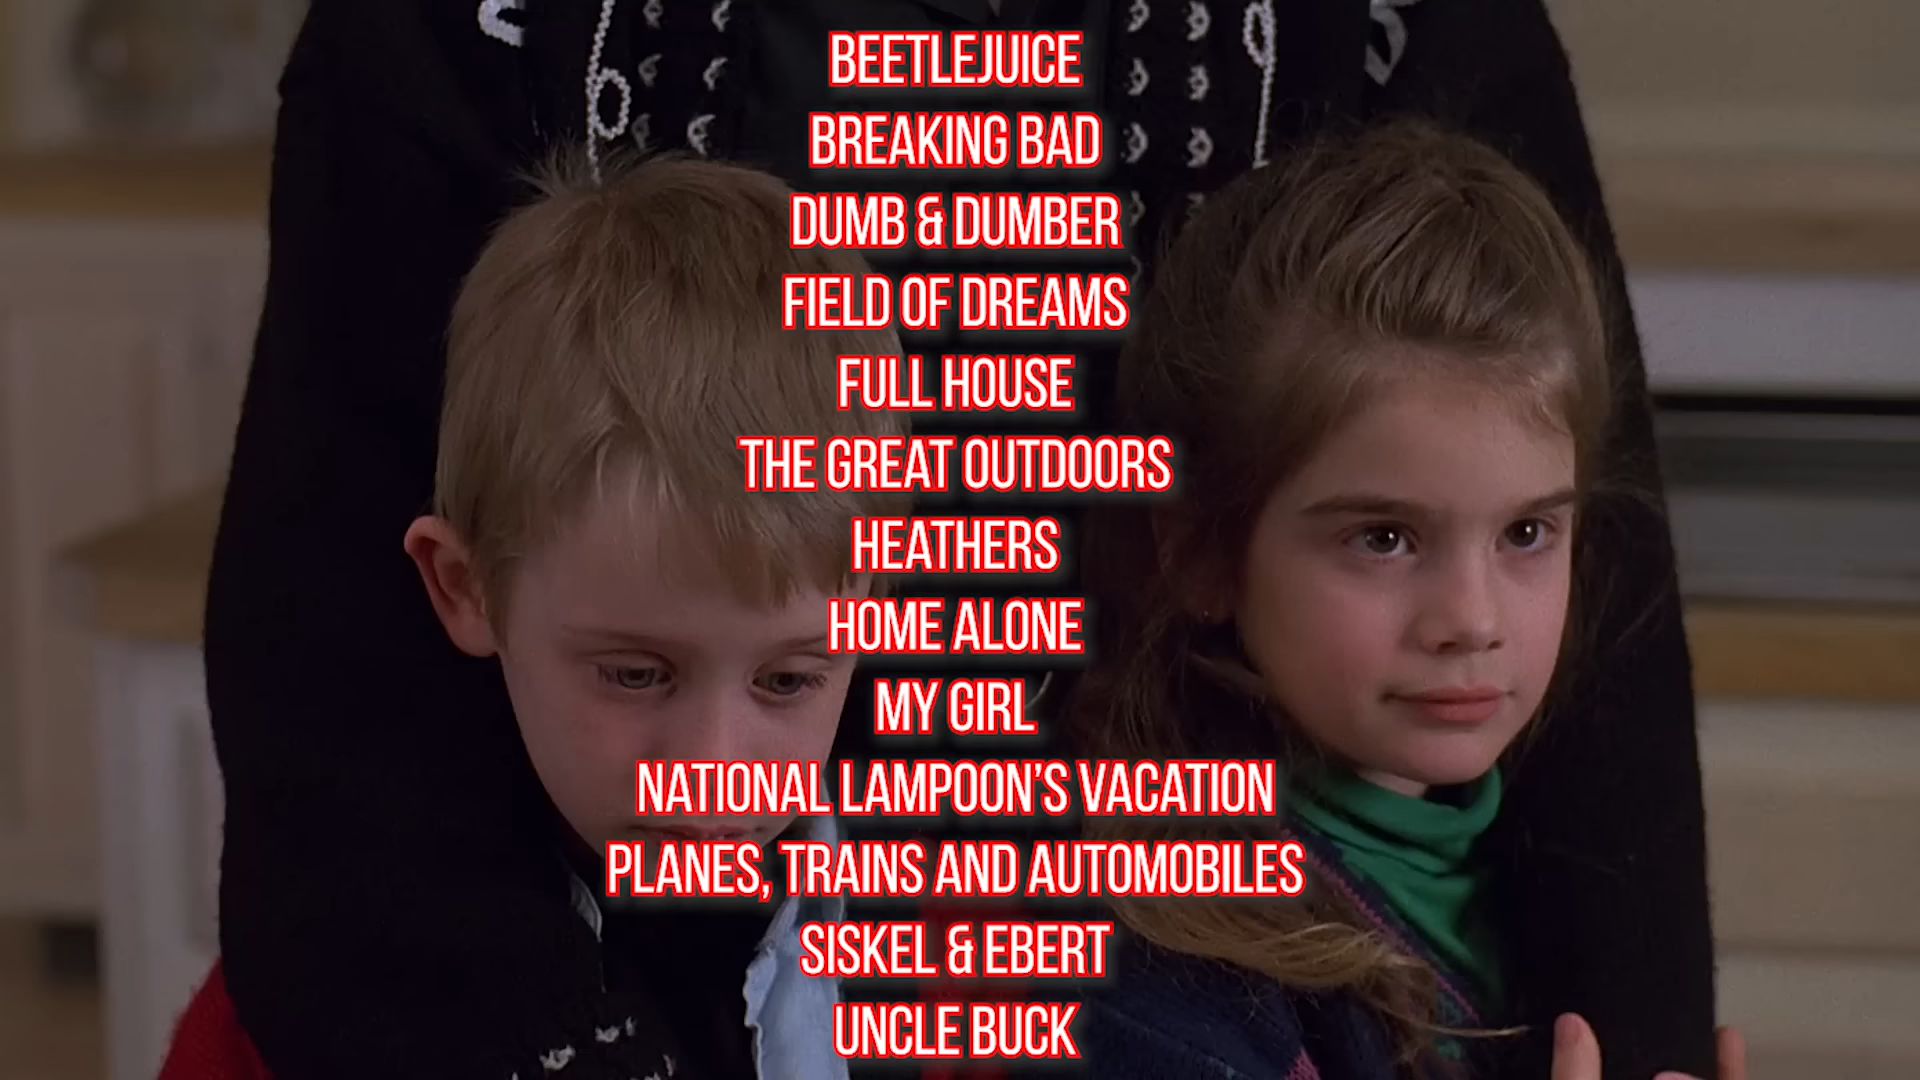 BEETLEJUICE
BREAKING BAD
DUMB & DUMBER
FIELD OF DREAMS
FULL HOUSE
THE GREAT OUTDOORS
HEATHERS
HOME ALONE
MY GIRL
NATIONAL LAMPOON'S VACATION
PLANES, TRAINS AND AUTOMOBILES
SISKEL & EBERT
UNCLE BUCK